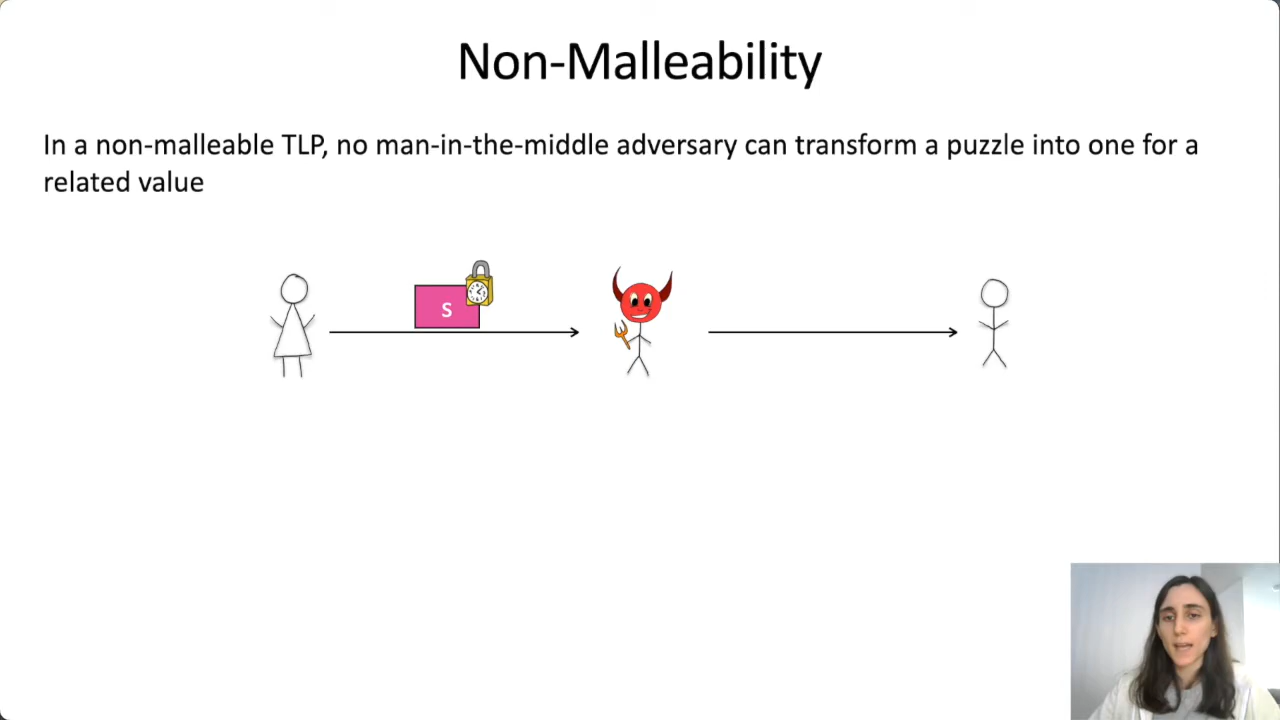 Non-Malleability
In a non-malleable TLP, no man-in-the-middle adversary can transform a puzzle into one for a
related value
s